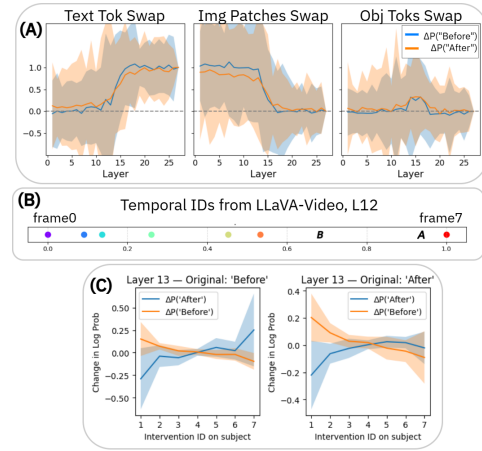 (A)
Text Tok Swap
Img Patches Swap
Obj Toks Swap
ΔP("Before")
ΔP("After")
1.0
0.5
0.0
−0.5
0 5 10 15 20 25
0 5 10 15 20 25
0 5 10 15 20 25
Layer
Layer
Layer
(B)
Temporal IDs from LLaVA-Video, L12
frame0
frame7
B
A
0.0 0.2 0.4 0.6 0.8 1.0
(C)
Layer 13 — Original: 'Before'
Layer 13 — Original: 'After'
ΔP('After')
ΔP('Before')
ΔP('After')
ΔP('Before')
Change in Log Prob
0.50
0.25
0.00
−0.25
−0.50
Change in Log Prob
0.4
0.2
0.0
−0.2
−0.4
1 2 3 4 5 6 7
1 2 3 4 5 6 7
Intervention ID on subject
Intervention ID on subject